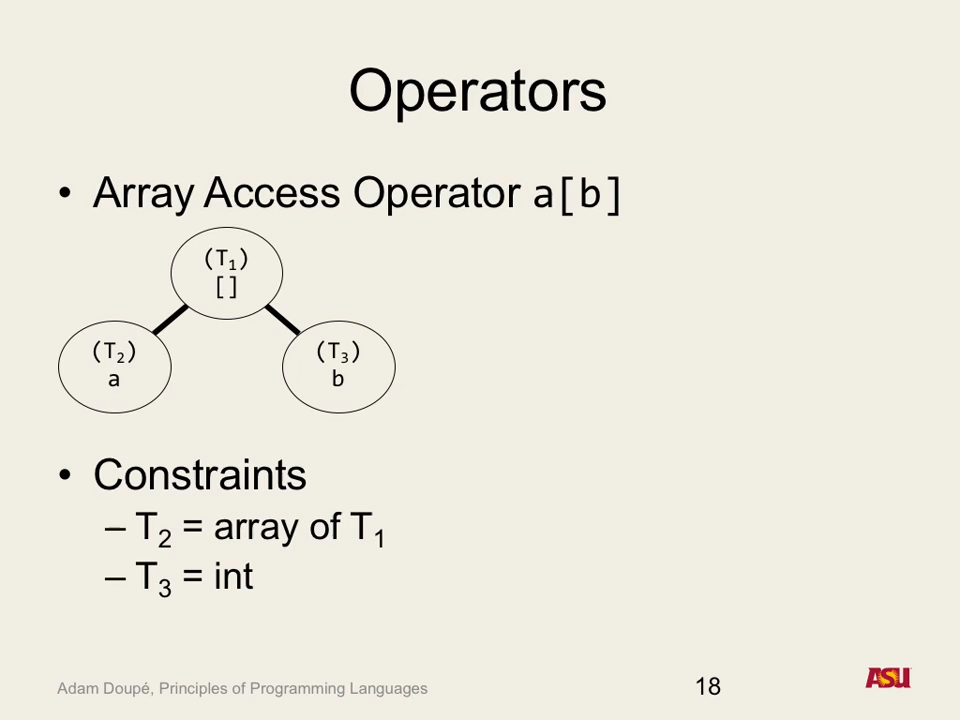 Operators
• Array Access Operator a[b]
(T₁)
[]
(T₂)
a
(T₃)
b
• Constraints
– T₂ = array of T₁
– T₃ = int
Adam Doupé, Principles of Programming Languages
18
ASU